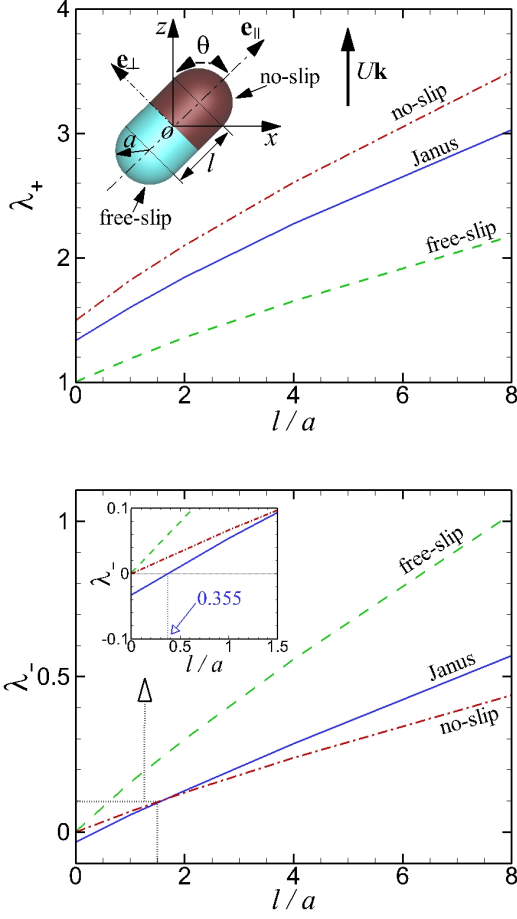 4
3
2
1
λ+
z
θ
e∥
e⊥
no-slip
Uk
ø
x
a
l
free-slip
no-slip
Janus
free-slip
0 2 4 6 8
l / a
1
0.5
0
λ-
0.1
0
-0.1
λ-
0.355
0 0.5 1 1.5
l / a
free-slip
Janus
no-slip
0 2 4 6 8
l / a